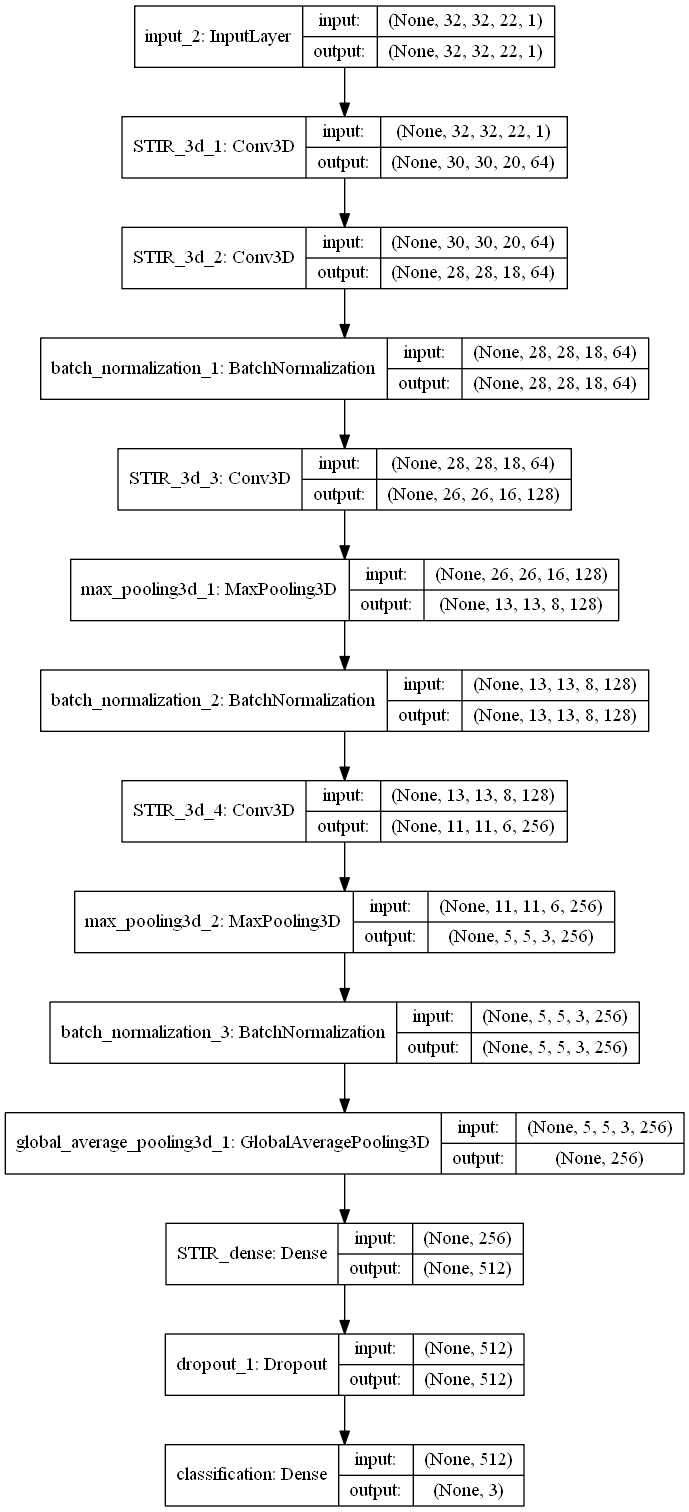 input_2: InputLayer
input: (None, 32, 32, 22, 1)
output: (None, 32, 32, 22, 1)
STIR_3d_1: Conv3D
input: (None, 32, 32, 22, 1)
output: (None, 30, 30, 20, 64)
STIR_3d_2: Conv3D
input: (None, 30, 30, 20, 64)
output: (None, 28, 28, 18, 64)
batch_normalization_1: BatchNormalization
input: (None, 28, 28, 18, 64)
output: (None, 28, 28, 18, 64)
STIR_3d_3: Conv3D
input: (None, 28, 28, 18, 64)
output: (None, 26, 26, 16, 128)
max_pooling3d_1: MaxPooling3D
input: (None, 26, 26, 16, 128)
output: (None, 13, 13, 8, 128)
batch_normalization_2: BatchNormalization
input: (None, 13, 13, 8, 128)
output: (None, 13, 13, 8, 128)
STIR_3d_4: Conv3D
input: (None, 13, 13, 8, 128)
output: (None, 11, 11, 6, 256)
max_pooling3d_2: MaxPooling3D
input: (None, 11, 11, 6, 256)
output: (None, 5, 5, 3, 256)
batch_normalization_3: BatchNormalization
input: (None, 5, 5, 3, 256)
output: (None, 5, 5, 3, 256)
global_average_pooling3d_1: GlobalAveragePooling3D
input: (None, 5, 5, 3, 256)
output: (None, 256)
STIR_dense: Dense
input: (None, 256)
output: (None, 512)
dropout_1: Dropout
input: (None, 512)
output: (None, 512)
classification: Dense
input: (None, 512)
output: (None, 3)